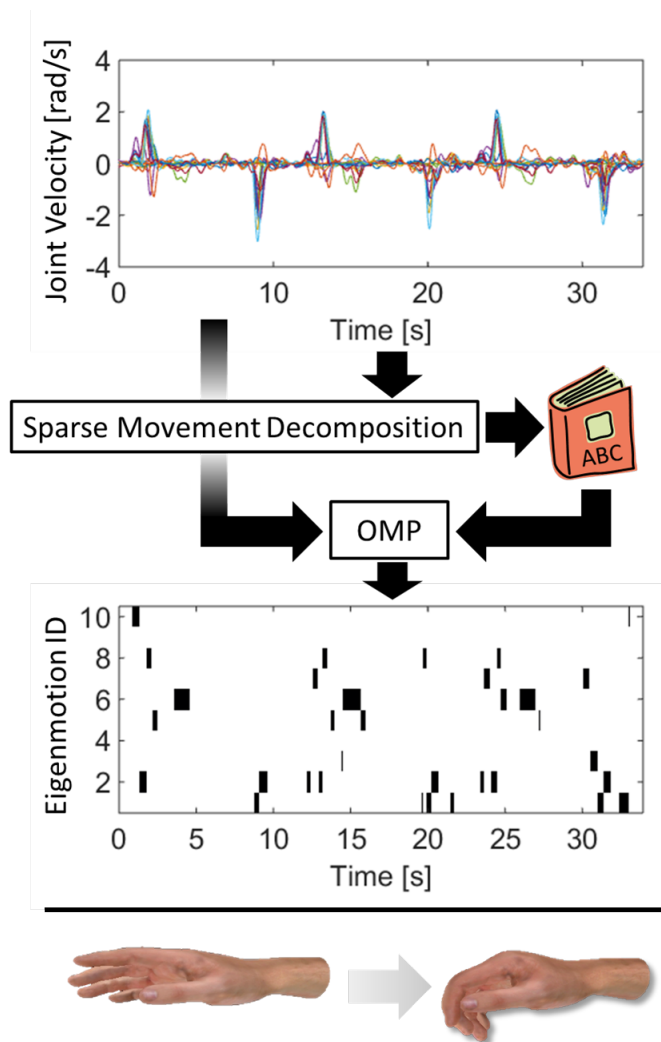 Joint Velocity [rad/s]
4
2
0
-2
-4
0 10 20 30
Time [s]
Sparse Movement Decomposition
ABC
OMP
Eigenmotion ID
10
8
6
4
2
0 5 10 15 20 25 30
Time [s]